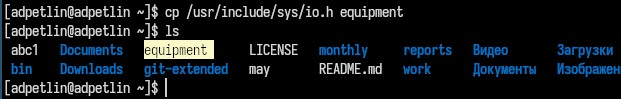 [adpetlin@adpetlin ~]$ cp /usr/include/sys/io.h equipment
[adpetlin@adpetlin ~]$ ls
abc1 Documents equipment LICENSE monthly reports Видео Загрузки
bin Downloads git-extended may README.md work Документы Изображен
[adpetlin@adpetlin ~]$